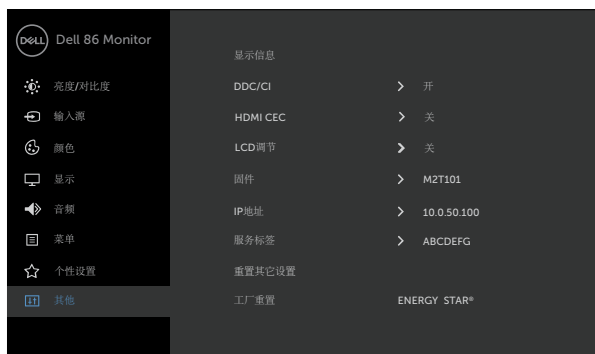 DELL Dell 86 Monitor
显示信息
亮度/对比度 DDC/CI 开
输入源 HDMI CEC 关
颜色 LCD调节 关
显示 固件 M2T101
音频 IP地址 10.0.50.100
菜单 服务标签 ABCDEFG
个性设置 重置其它设置
其他 工厂重置 ENERGY STAR®